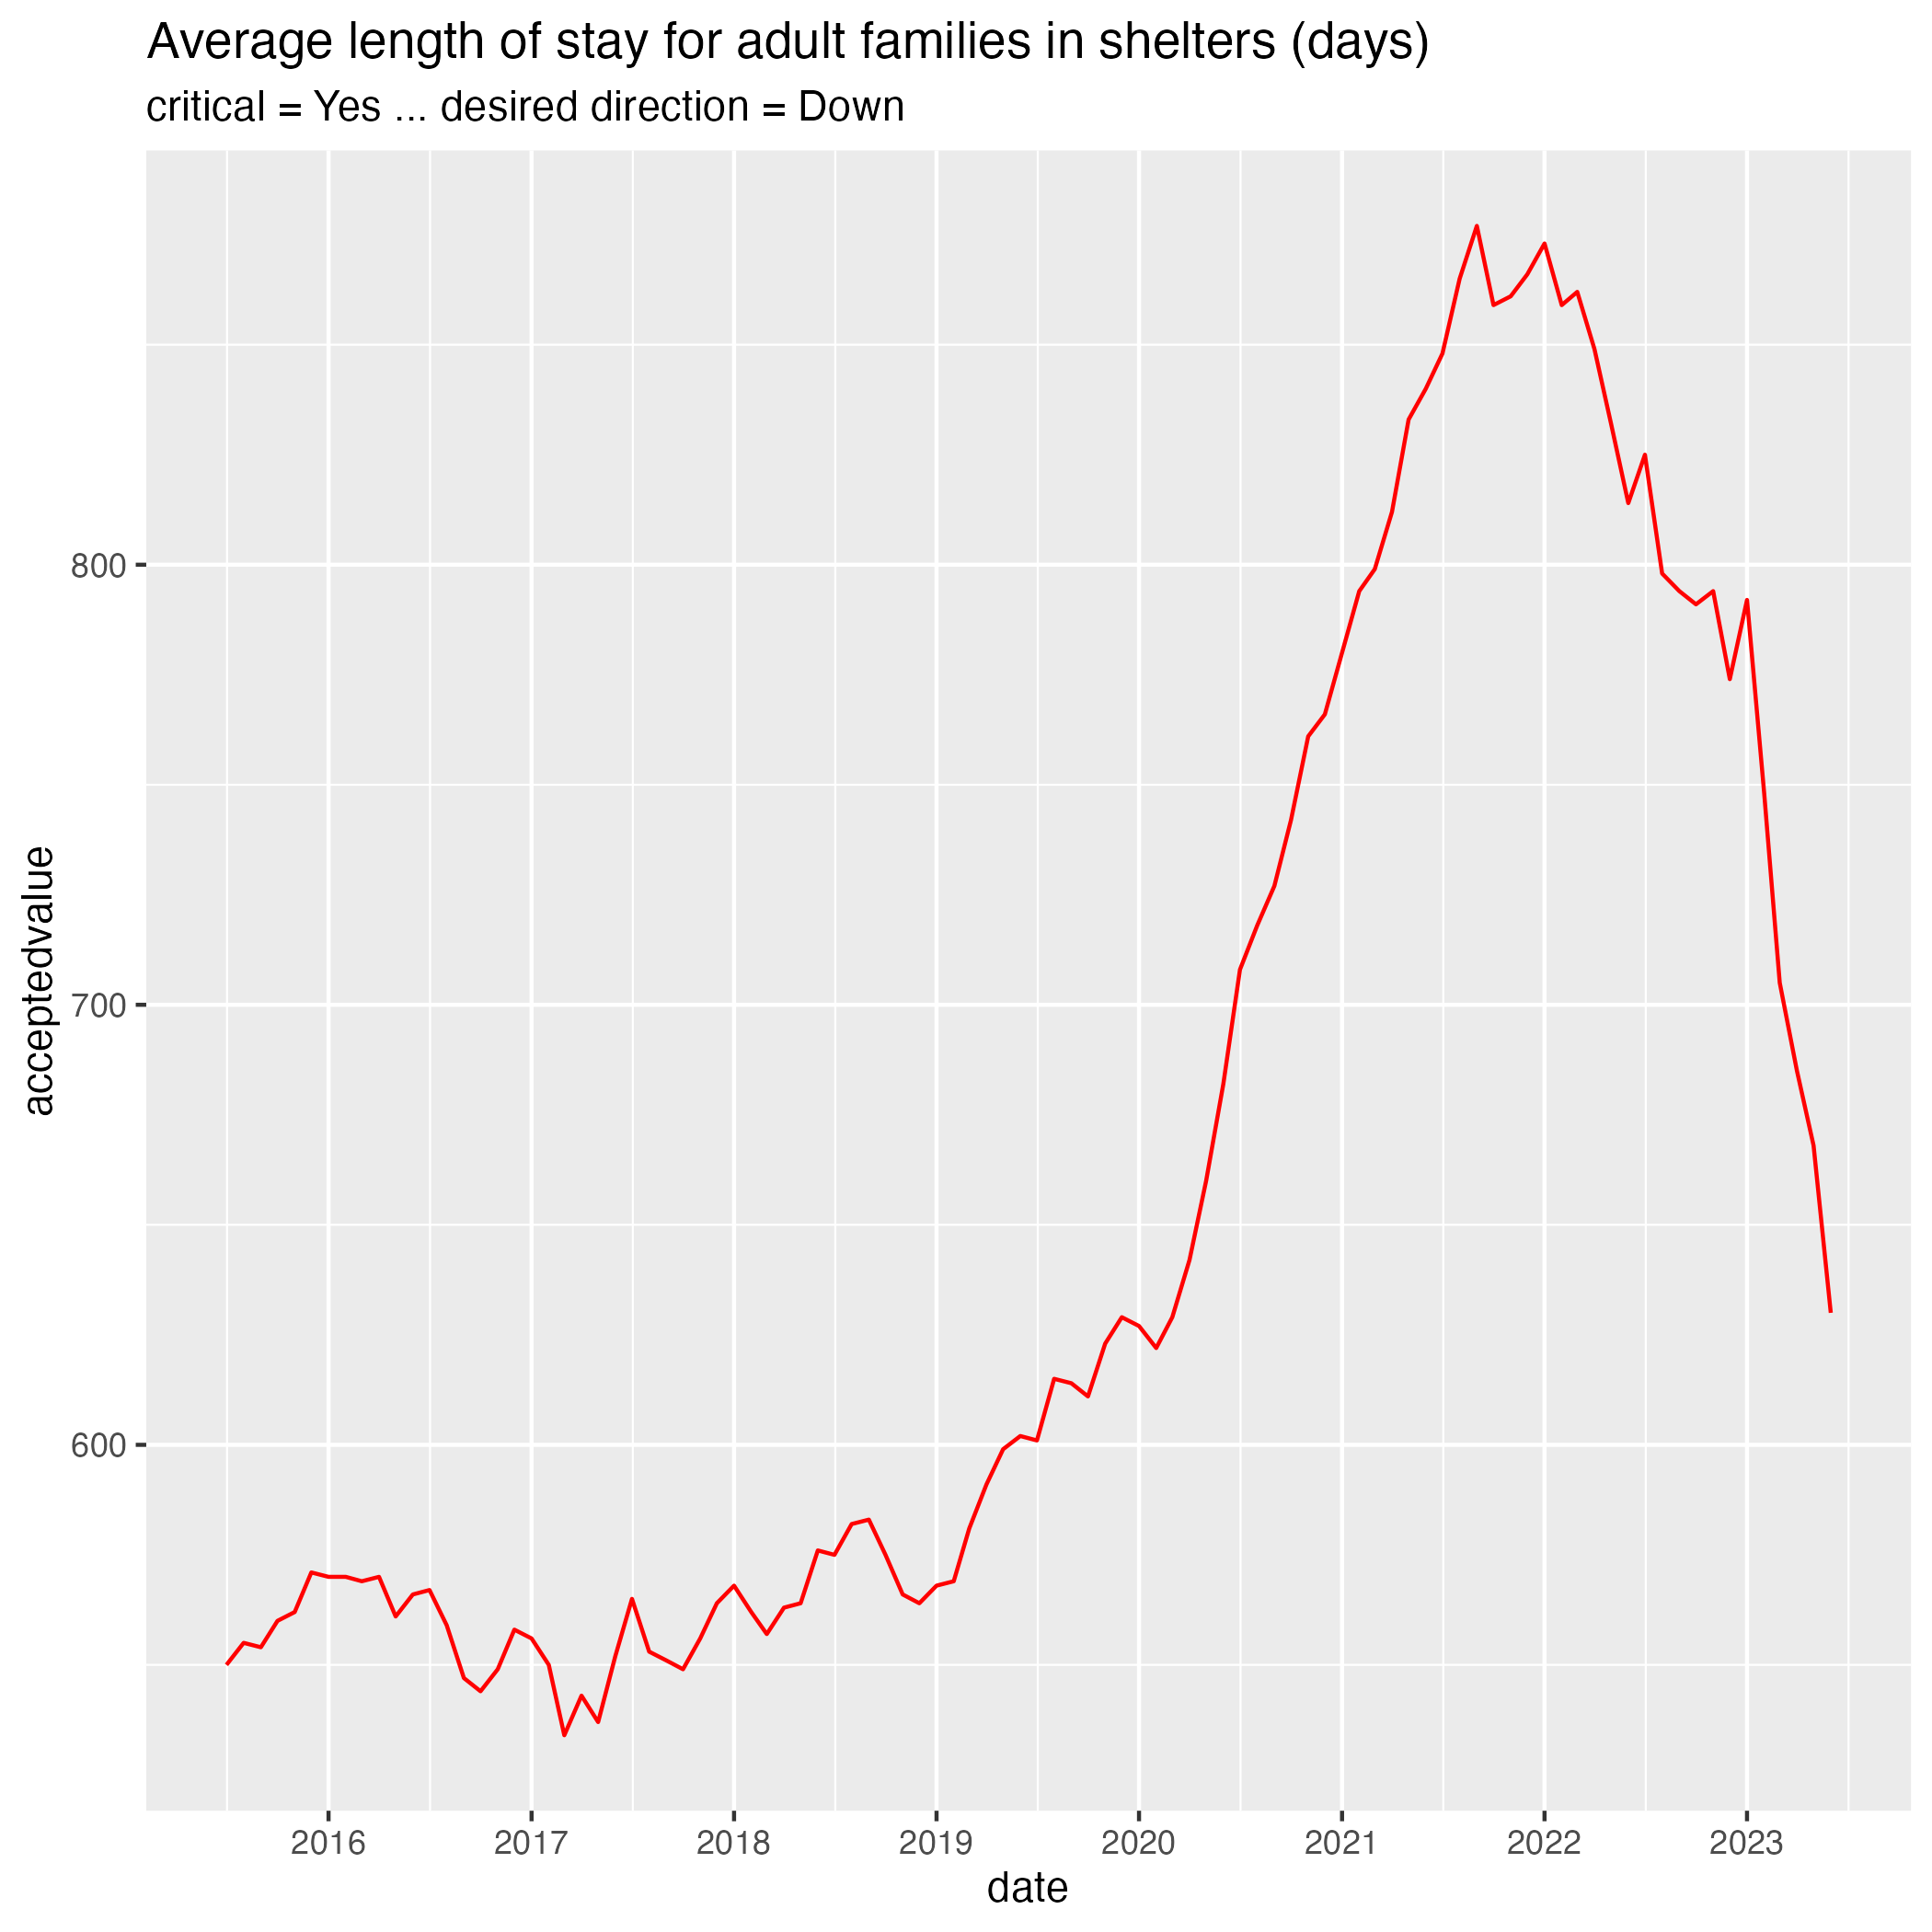 Average length of stay for adult families in shelters (days)
critical = Yes ... desired direction = Down
acceptedvalue
800
700
600
2016 2017 2018 2019 2020 2021 2022 2023
date